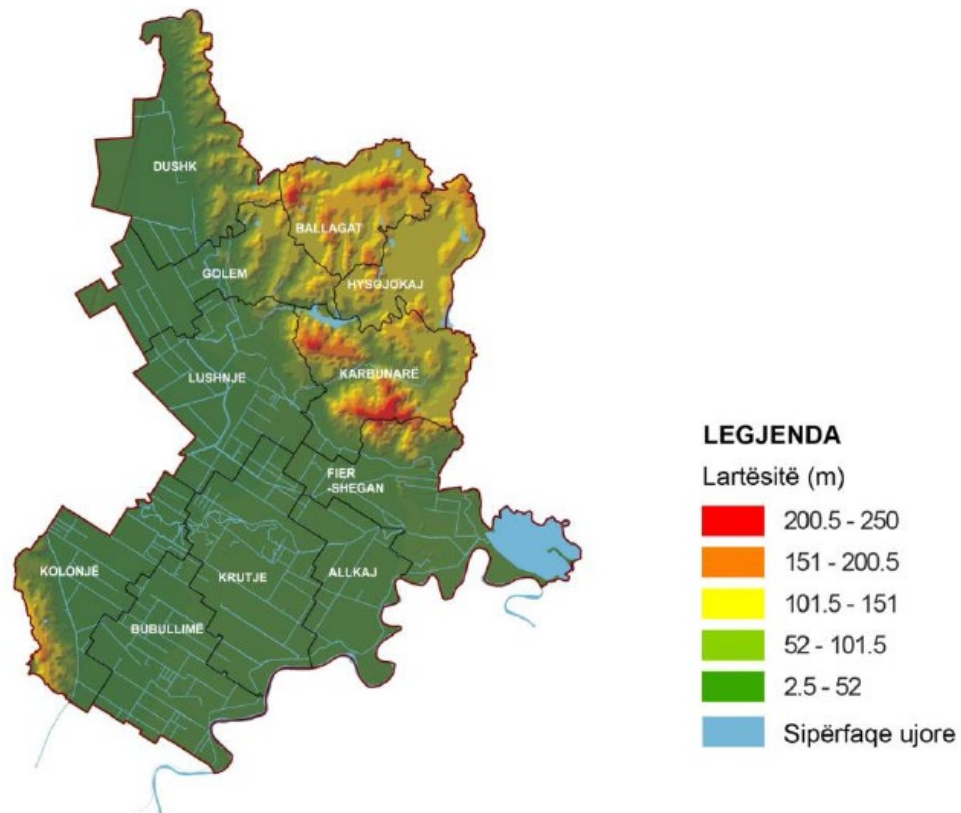 DUSHK
BALLAGAT
GOLEM
HYSGJOKAJ
LUSHNJE
KARBUNARË
FIER
-SHEGAN
KOLONJË
KRUTJE
ALLKAJ
BUBULLIMË
LEGJENDA
Lartësitë (m)
200.5 - 250
151 - 200.5
101.5 - 151
52 - 101.5
2.5 - 52
Sipërfaqe ujore